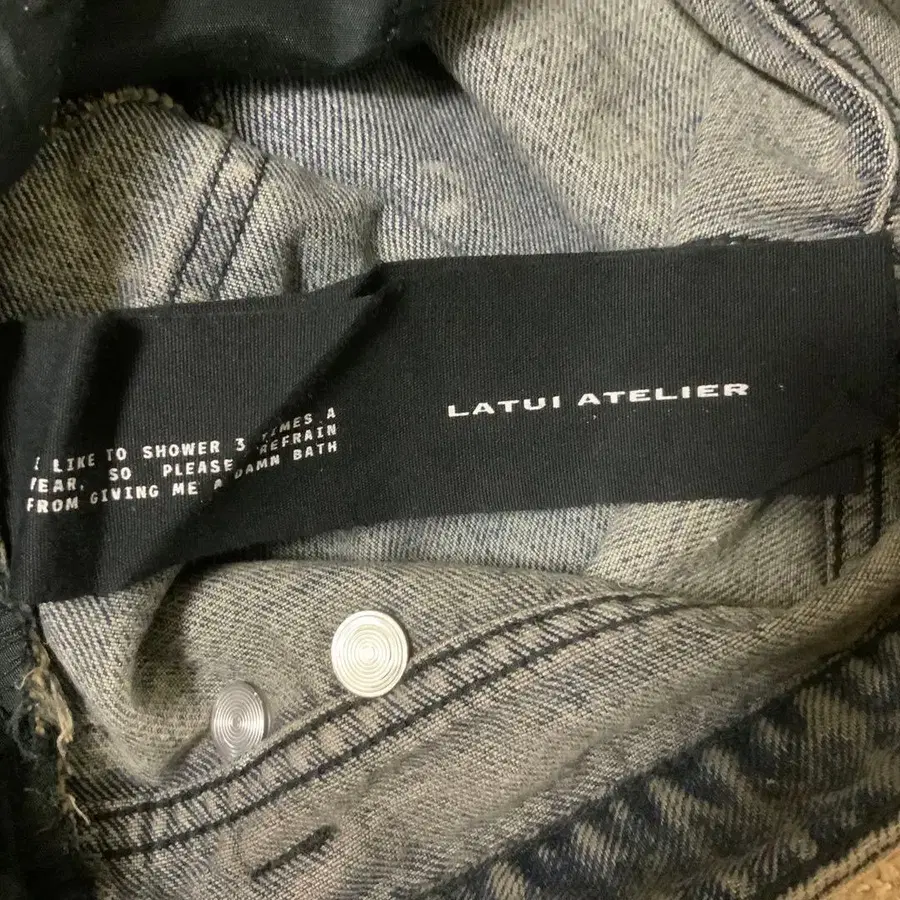 I LIKE TO SHOWER 3 TIMES A
YEAR, SO PLEASE REFRAIN
FROM GIVING ME A DAMN BATH
LATUI ATELIER